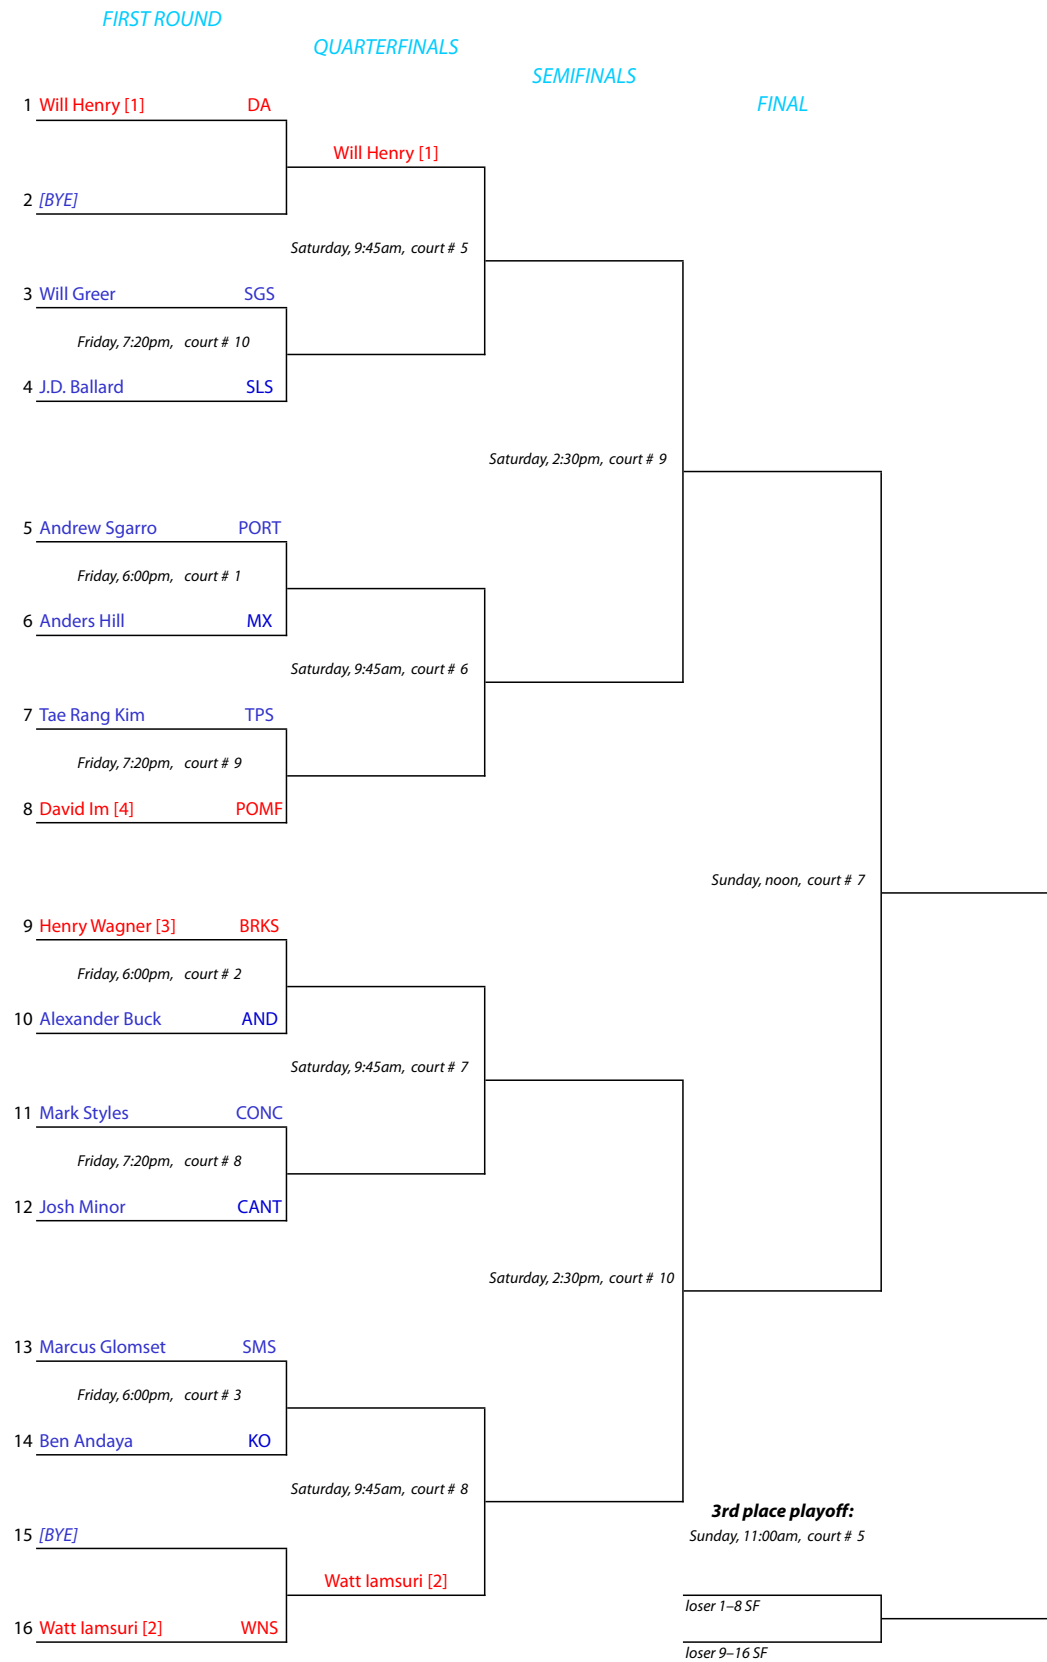 FIRST ROUND
QUARTERFINALS
SEMIFINALS
FINAL
1 Will Henry [1] DA
Will Henry [1]
2 [BYE]
Saturday, 9:45am, court # 5
3 Will Greer SGS
Friday, 7:20pm, court # 10
4 J.D. Ballard SLS
Saturday, 2:30pm, court # 9
5 Andrew Sgarro PORT
Friday, 6:00pm, court # 1
6 Anders Hill MX
Saturday, 9:45am, court # 6
7 Tae Rang Kim TPS
Friday, 7:20pm, court # 9
8 David Im [4] POMF
Sunday, noon, court # 7
9 Henry Wagner [3] BRKS
Friday, 6:00pm, court # 2
10 Alexander Buck AND
Saturday, 9:45am, court # 7
11 Mark Styles CONC
Friday, 7:20pm, court # 8
12 Josh Minor CANT
Saturday, 2:30pm, court # 10
13 Marcus Glomset SMS
Friday, 6:00pm, court # 3
14 Ben Andaya KO
Saturday, 9:45am, court # 8
3rd place playoff:
15 [BYE]
Sunday, 11:00am, court # 5
Watt Iamsuri [2]
loser 1–8 SF
16 Watt Iamsuri [2] WNS
loser 9–16 SF